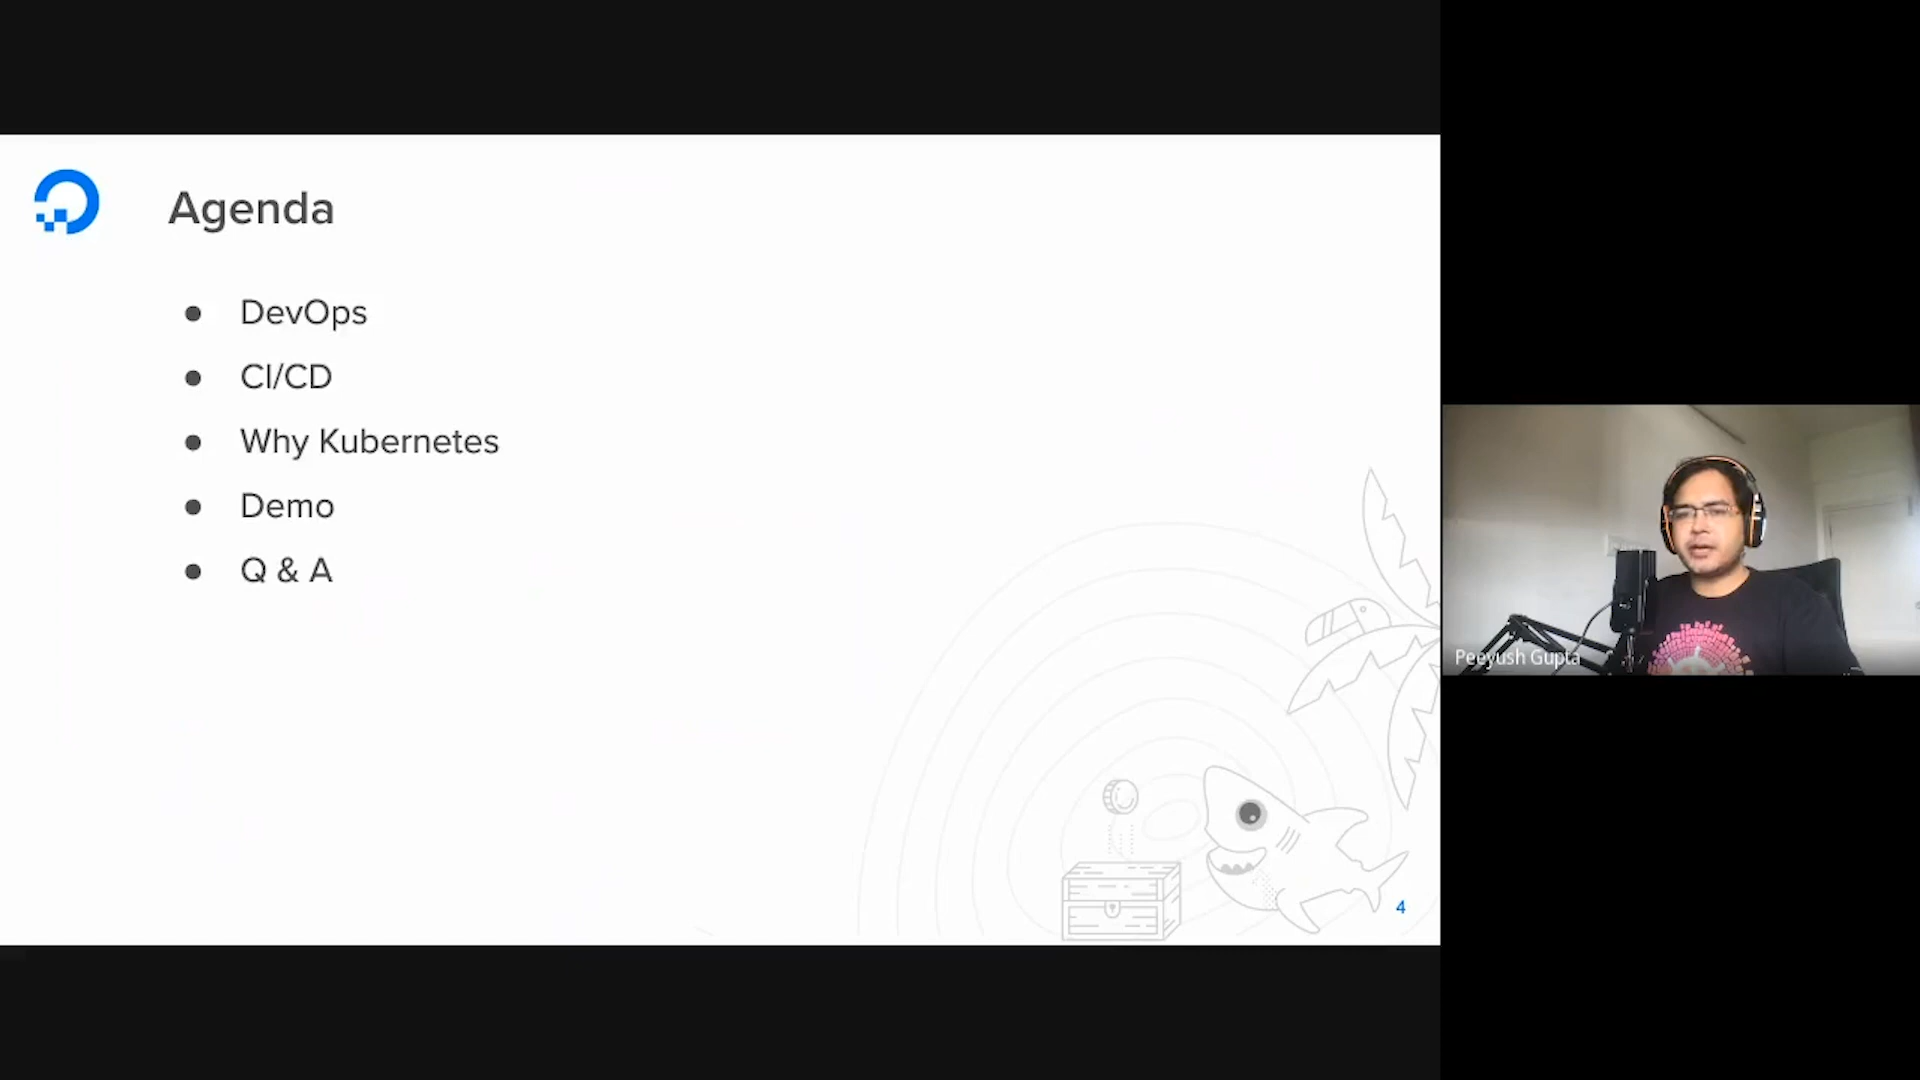 Agenda
● DevOps
● CI/CD
● Why Kubernetes
● Demo
● Q & A
4
Peeyush Gupta